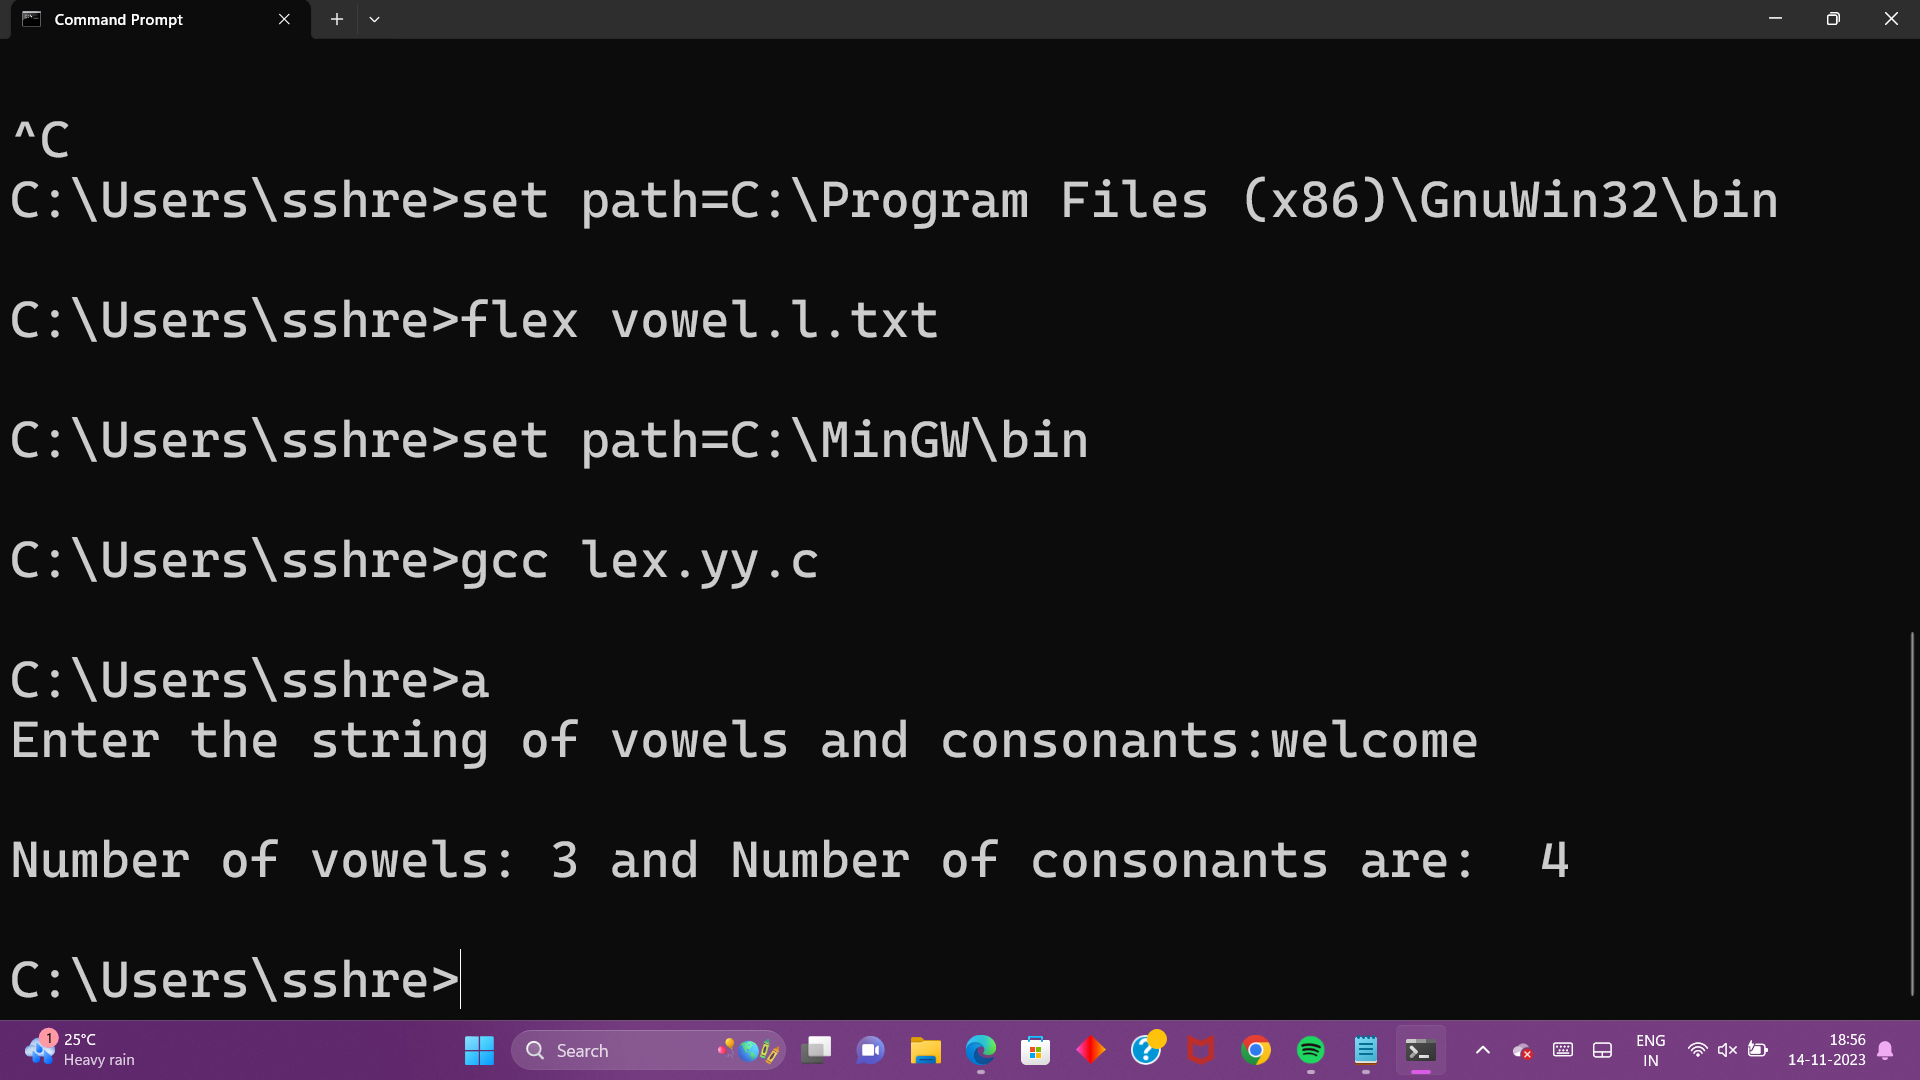 Command Prompt
^C
C:\Users\sshre>set path=C:\Program Files (x86)\GnuWin32\bin
C:\Users\sshre>flex vowel.l.txt
C:\Users\sshre>set path=C:\MinGW\bin
C:\Users\sshre>gcc lex.yy.c
C:\Users\sshre>a
Enter the string of vowels and consonants:welcome
Number of vowels: 3 and Number of consonants are:  4
C:\Users\sshre>
1
25°C
Heavy rain
Search
ENG
IN
18:56
14-11-2023